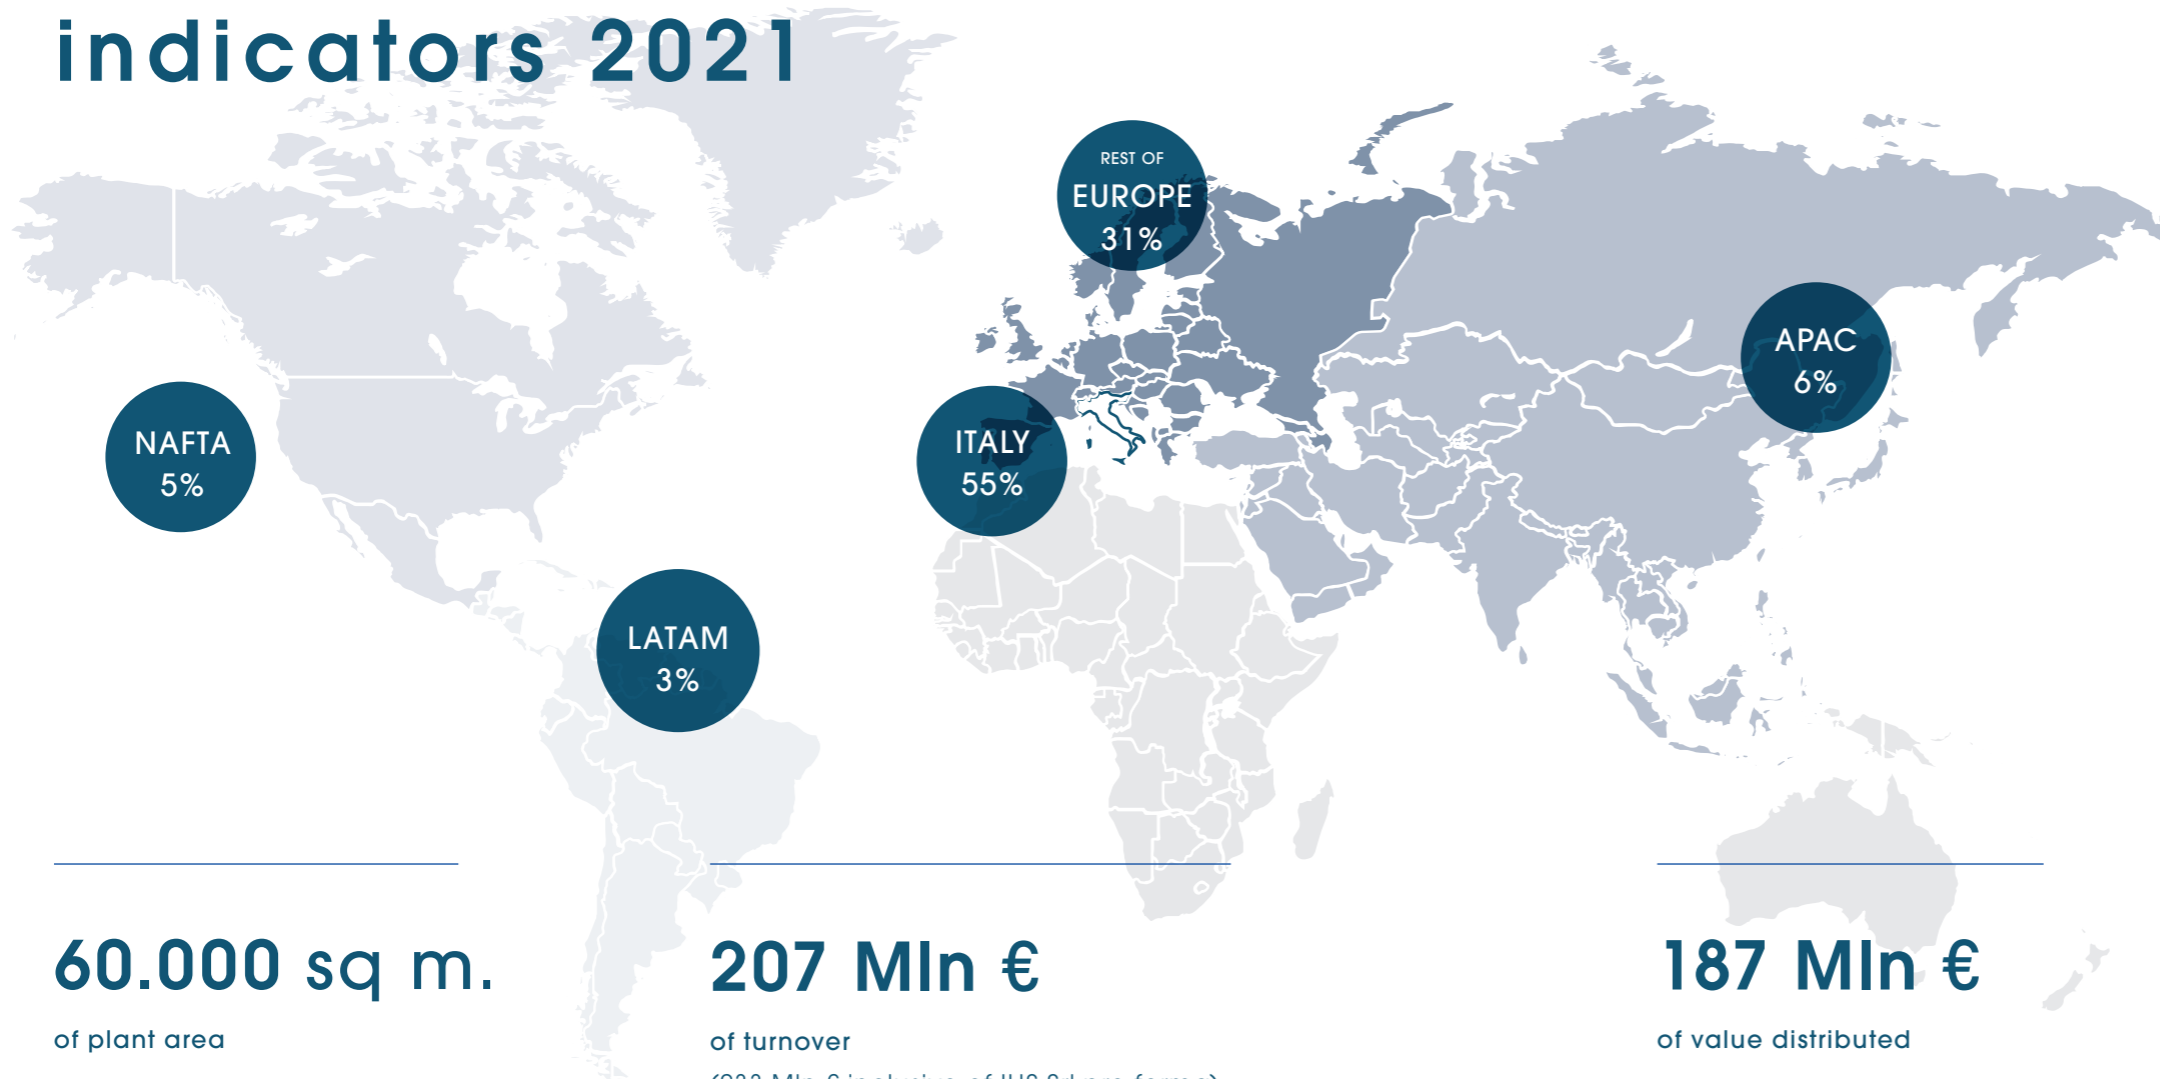 indicators 2021
REST OF
EUROPE
31%
APAC
6%
NAFTA
5%
ITALY
55%
LATAM
3%
60.000 sq m.
of plant area
207 Mln €
of turnover
187 Mln €
of value distributed